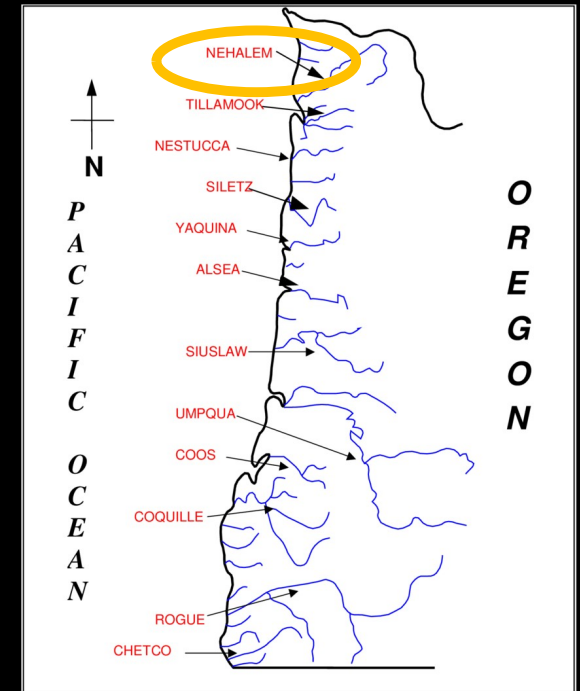 NEHALEM
TILLAMOOK
NESTUCCA
N
SILETZ
YAQUINA
ALSEA
SIUSLAW
UMPQUA
COOS
COQUILLE
ROGUE
CHETCO
PACIFIC OCEAN
OREGON